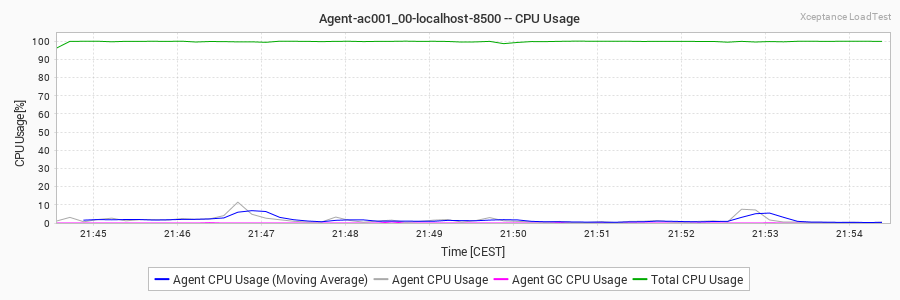 Agent-ac001_00-localhost-8500 -- CPU Usage
Xceptance LoadTest
CPU Usage [%]
100
90
80
70
60
50
40
30
20
10
0
21:45 21:46 21:47 21:48 21:49 21:50 21:51 21:52 21:53 21:54
Time [CEST]
Agent CPU Usage (Moving Average) Agent CPU Usage Agent GC CPU Usage Total CPU Usage